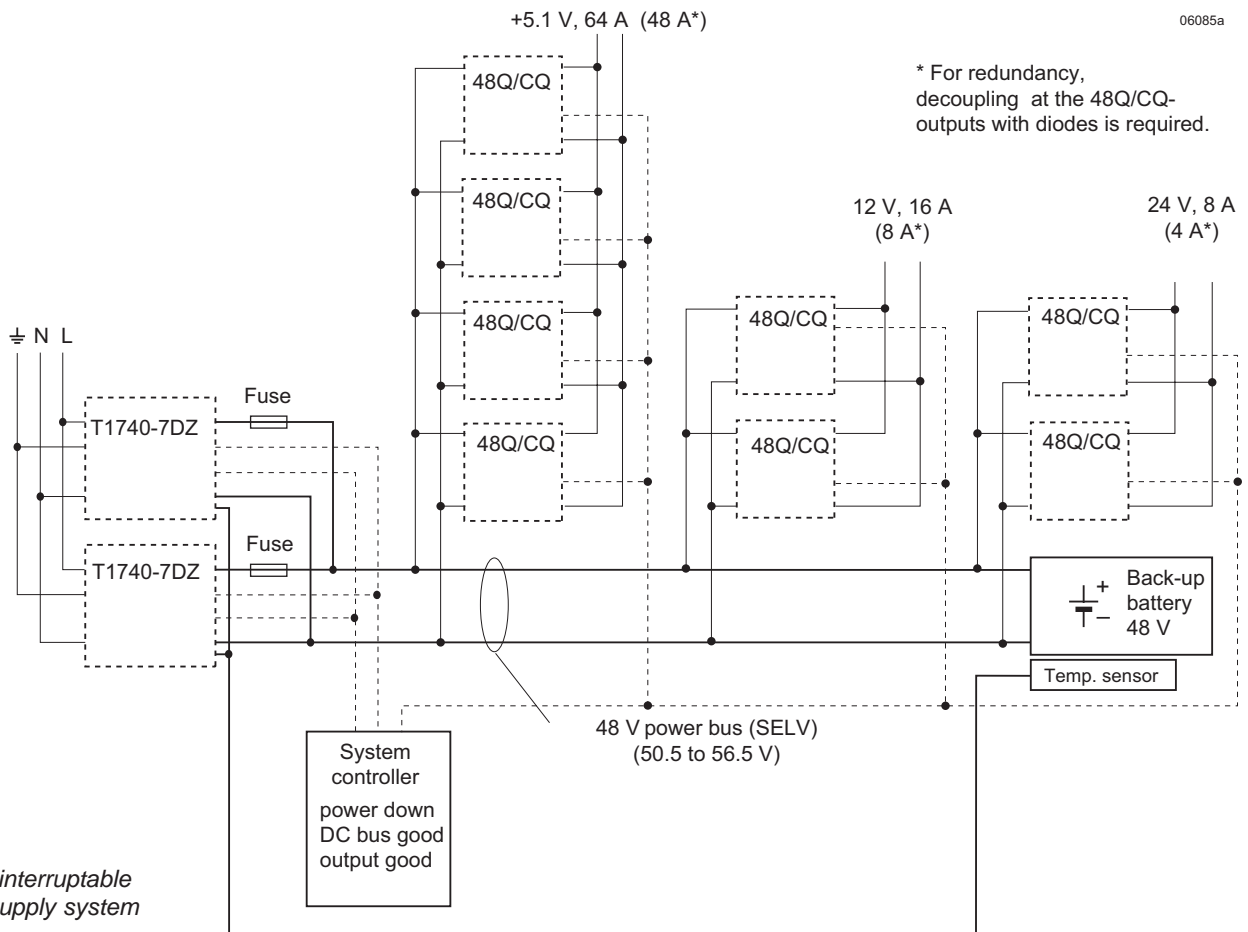 +5.1 V, 64 A (48 A*)
06085a
* For redundancy,
decoupling at the 48Q/CQ-
outputs with diodes is required.
48Q/CQ
48Q/CQ
48Q/CQ
48Q/CQ
12 V, 16 A
(8 A*)
48Q/CQ
48Q/CQ
24 V, 8 A
(4 A*)
48Q/CQ
48Q/CQ
N L
T1740-7DZ
Fuse
T1740-7DZ
Fuse
+
–
Back-up
battery
48 V
Temp. sensor
48 V power bus (SELV)
(50.5 to 56.5 V)
System
controller
power down
DC bus good
output good
interruptable
upply system